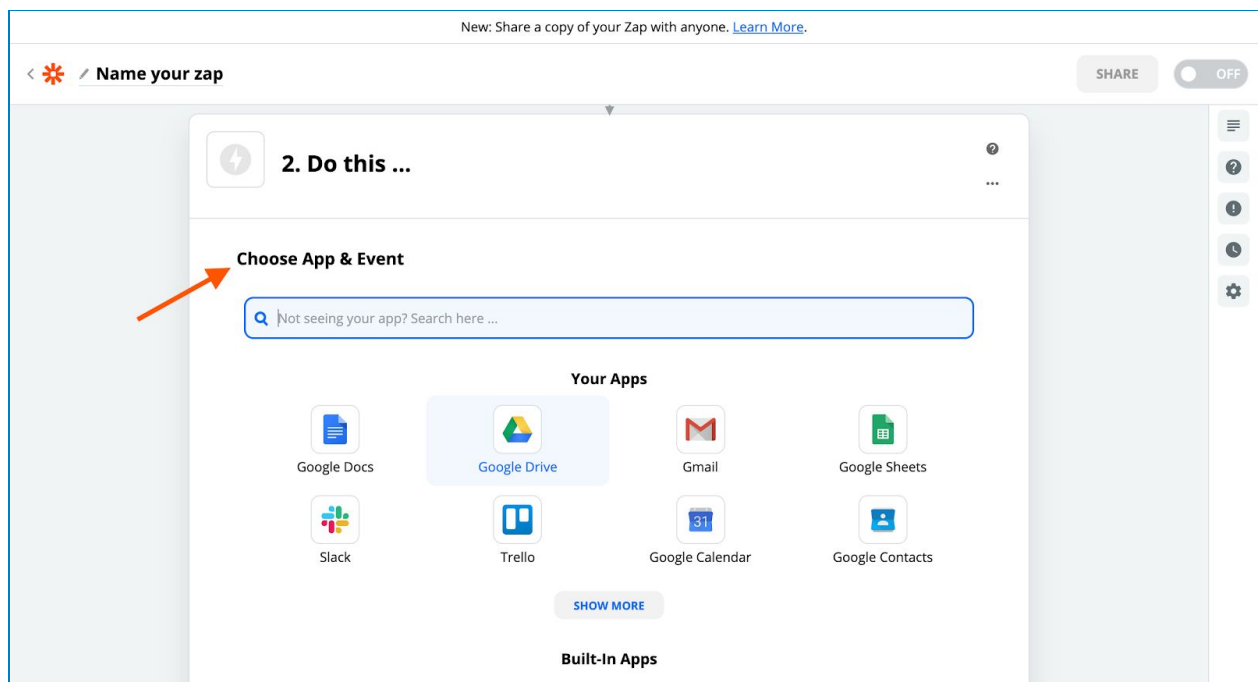 New: Share a copy of your Zap with anyone. Learn More.
Name your zap
SHARE
OFF
2. Do this ...
Choose App & Event
Not seeing your app? Search here ...
Your Apps
Google Docs
Google Drive
Gmail
Google Sheets
31
Slack
Trello
Google Calendar
Google Contacts
SHOW MORE
Built-In Apps